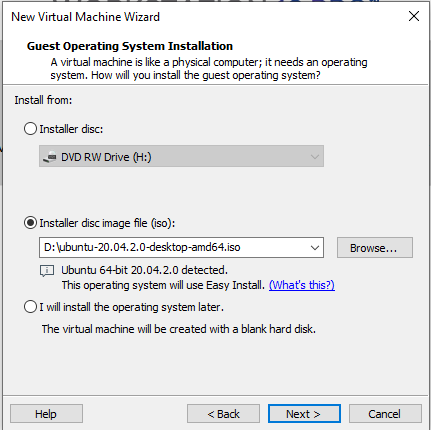 New Virtual Machine Wizard
Guest Operating System Installation
A virtual machine is like a physical computer; it needs an operating
system. How will you install the guest operating system?
Install from:
Installer disc:
DVD RW Drive (H:)
Installer disc image file (iso):
D:\ubuntu-20.04.2.0-desktop-amd64.iso
Browse...
Ubuntu 64-bit 20.04.2.0 detected.
This operating system will use Easy Install. (What's this?)
I will install the operating system later.
The virtual machine will be created with a blank hard disk.
Help
< Back
Next >
Cancel